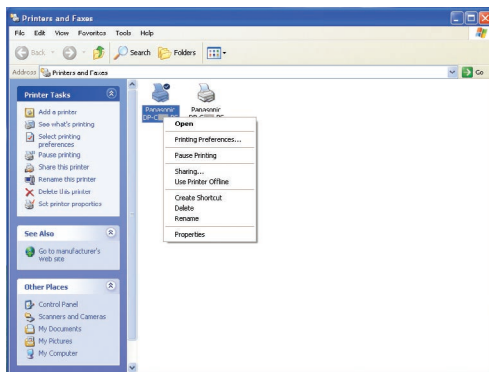 Printers and Faxes
File Edit View Favorites Tools Help
Back Search Folders
Address Printers and Faxes Go
Printer Tasks
Add a printer
See what's printing
Select printing
preferences
Pause printing
Share this printer
Rename this printer
Delete this printer
Set printer properties
See Also
Go to manufacturer's
Web site
Other Places
Control Panel
Scanners and Cameras
My Documents
My Pictures
My Computer
Panasonic
DP-C
Panasonic
DP-C PS
Open
Printing Preferences...
Pause Printing
Sharing...
Use Printer Offline
Create Shortcut
Delete
Rename
Properties